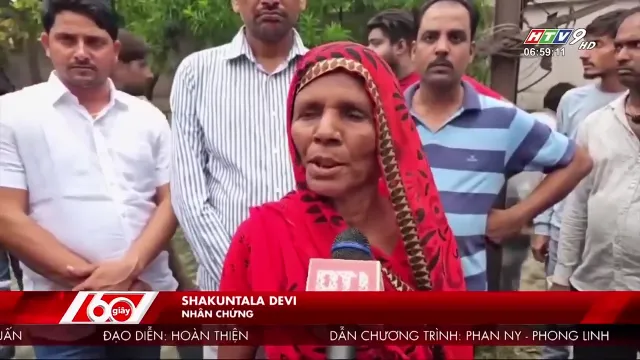 HTV9 HD
06:59:11
PTI
60 giây
SHAKUNTALA DEVI
NHÂN CHỨNG
ĐẠO DIỄN: HOÀN THIỆN DẪN CHƯƠNG TRÌNH: PHAN NY - PHONG LINH